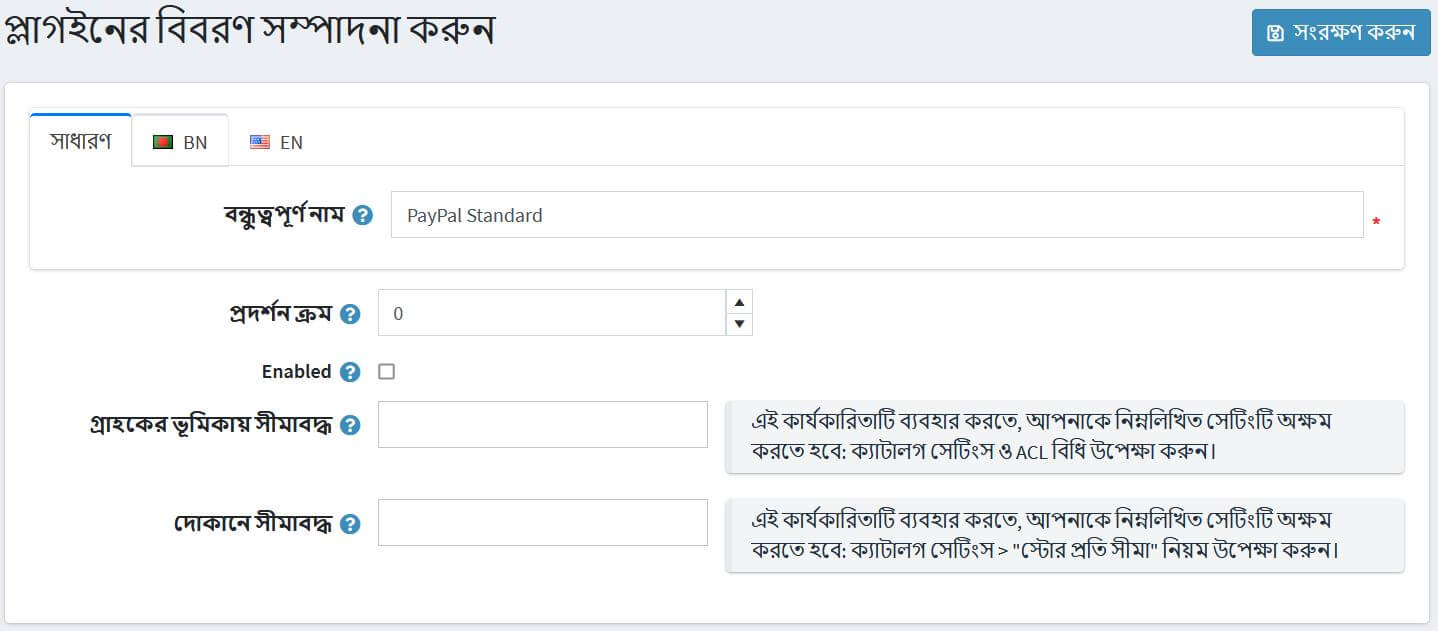 প্লাগইনের বিবরণ সম্পাদনা করুন
সংরক্ষণ করুন
সাধারণ BN EN
বন্ধুত্বপূর্ণ নাম PayPal Standard *
প্রদর্শন ক্রম 0
Enabled
গ্রাহকের ভূমিকায় সীমাবদ্ধ
এই কার্যকারিতাটি ব্যবহার করতে, আপনাকে নিম্নলিখিত সেটিংটি অক্ষম
করতে হবে: ক্যাটালগ সেটিংস ও ACL বিধি উপেক্ষা করুন।
দোকানে সীমাবদ্ধ
এই কার্যকারিতাটি ব্যবহার করতে, আপনাকে নিম্নলিখিত সেটিংটি অক্ষম
করতে হবে: ক্যাটালগ সেটিংস > "স্টোর প্রতি সীমা" নিয়ম উপেক্ষা করুন।